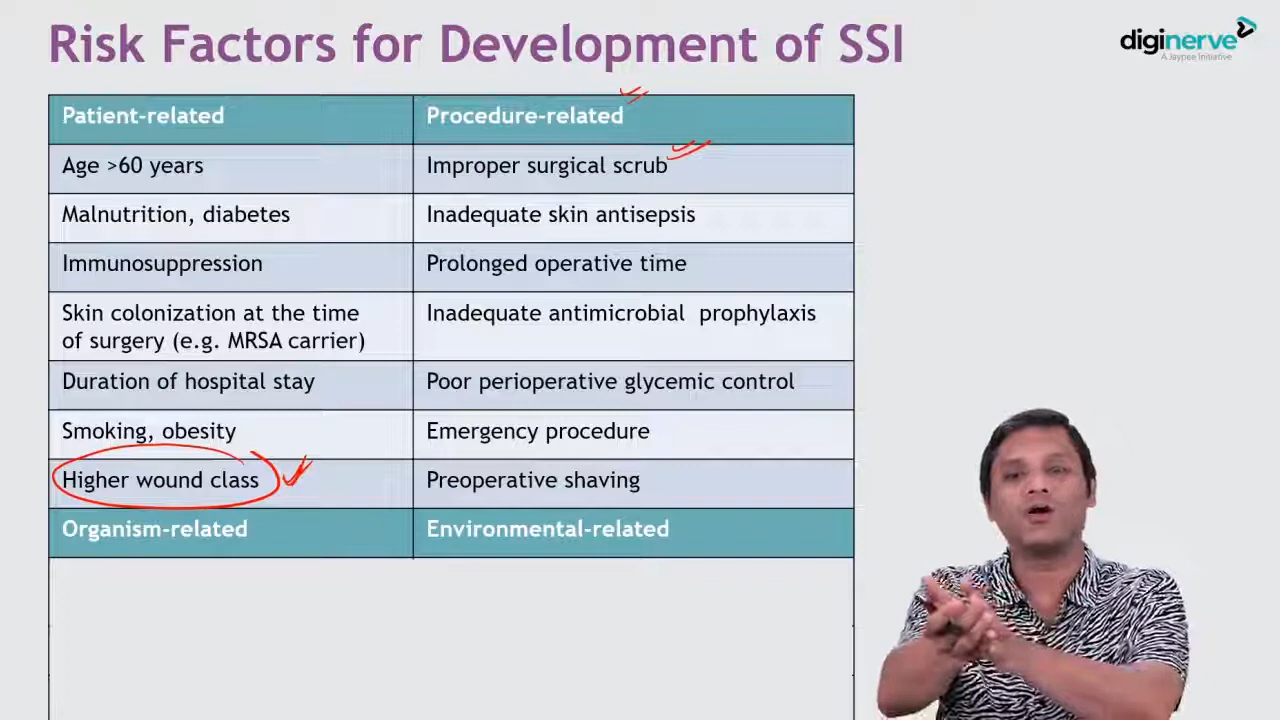 Risk Factors for Development of SSI
diginerve
A Jaypee Initiative
Patient-related
Procedure-related
Age >60 years
Improper surgical scrub
Malnutrition, diabetes
Inadequate skin antisepsis
Immunosuppression
Prolonged operative time
Skin colonization at the time
of surgery (e.g. MRSA carrier)
Inadequate antimicrobial prophylaxis
Duration of hospital stay
Poor perioperative glycemic control
Smoking, obesity
Emergency procedure
Higher wound class
Preoperative shaving
Organism-related
Environmental-related